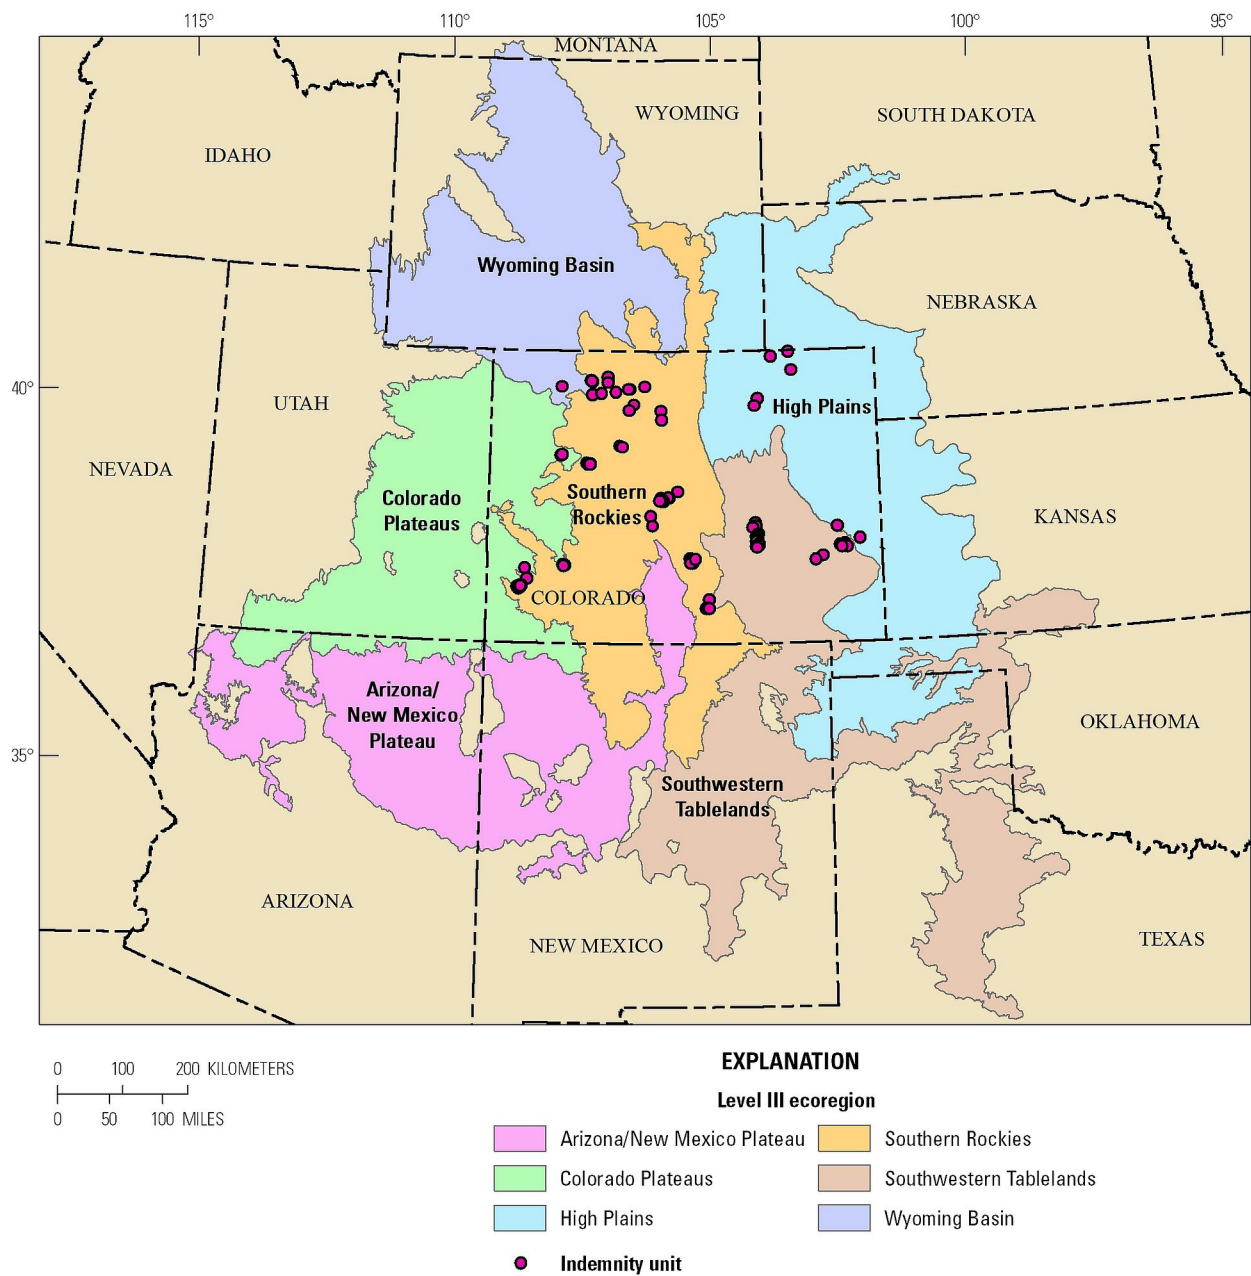 115° 110° 105° 100° 95°
MONTANA
WYOMING
SOUTH DAKOTA
IDAHO
Wyoming Basin
NEBRASKA
40°
UTAH
High Plains
NEVADA
Colorado
Plateaus
Southern
Rockies
KANSAS
COLORADO
Arizona/
New Mexico
Plateau
OKLAHOMA
35°
Southwestern
Tablelands
ARIZONA
NEW MEXICO
TEXAS
0 100 200 KILOMETERS
0 50 100 MILES
EXPLANATION
Level III ecoregion
Arizona/New Mexico Plateau
Colorado Plateaus
High Plains
Southern Rockies
Southwestern Tablelands
Wyoming Basin
Indemnity unit